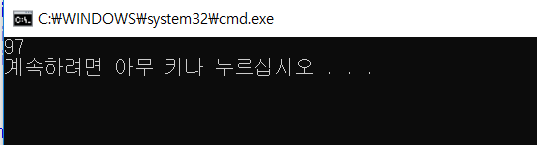 C:₩WINDOWS₩system32₩cmd.exe
97
계속하려면 아무 키나 누르십시오 . . .